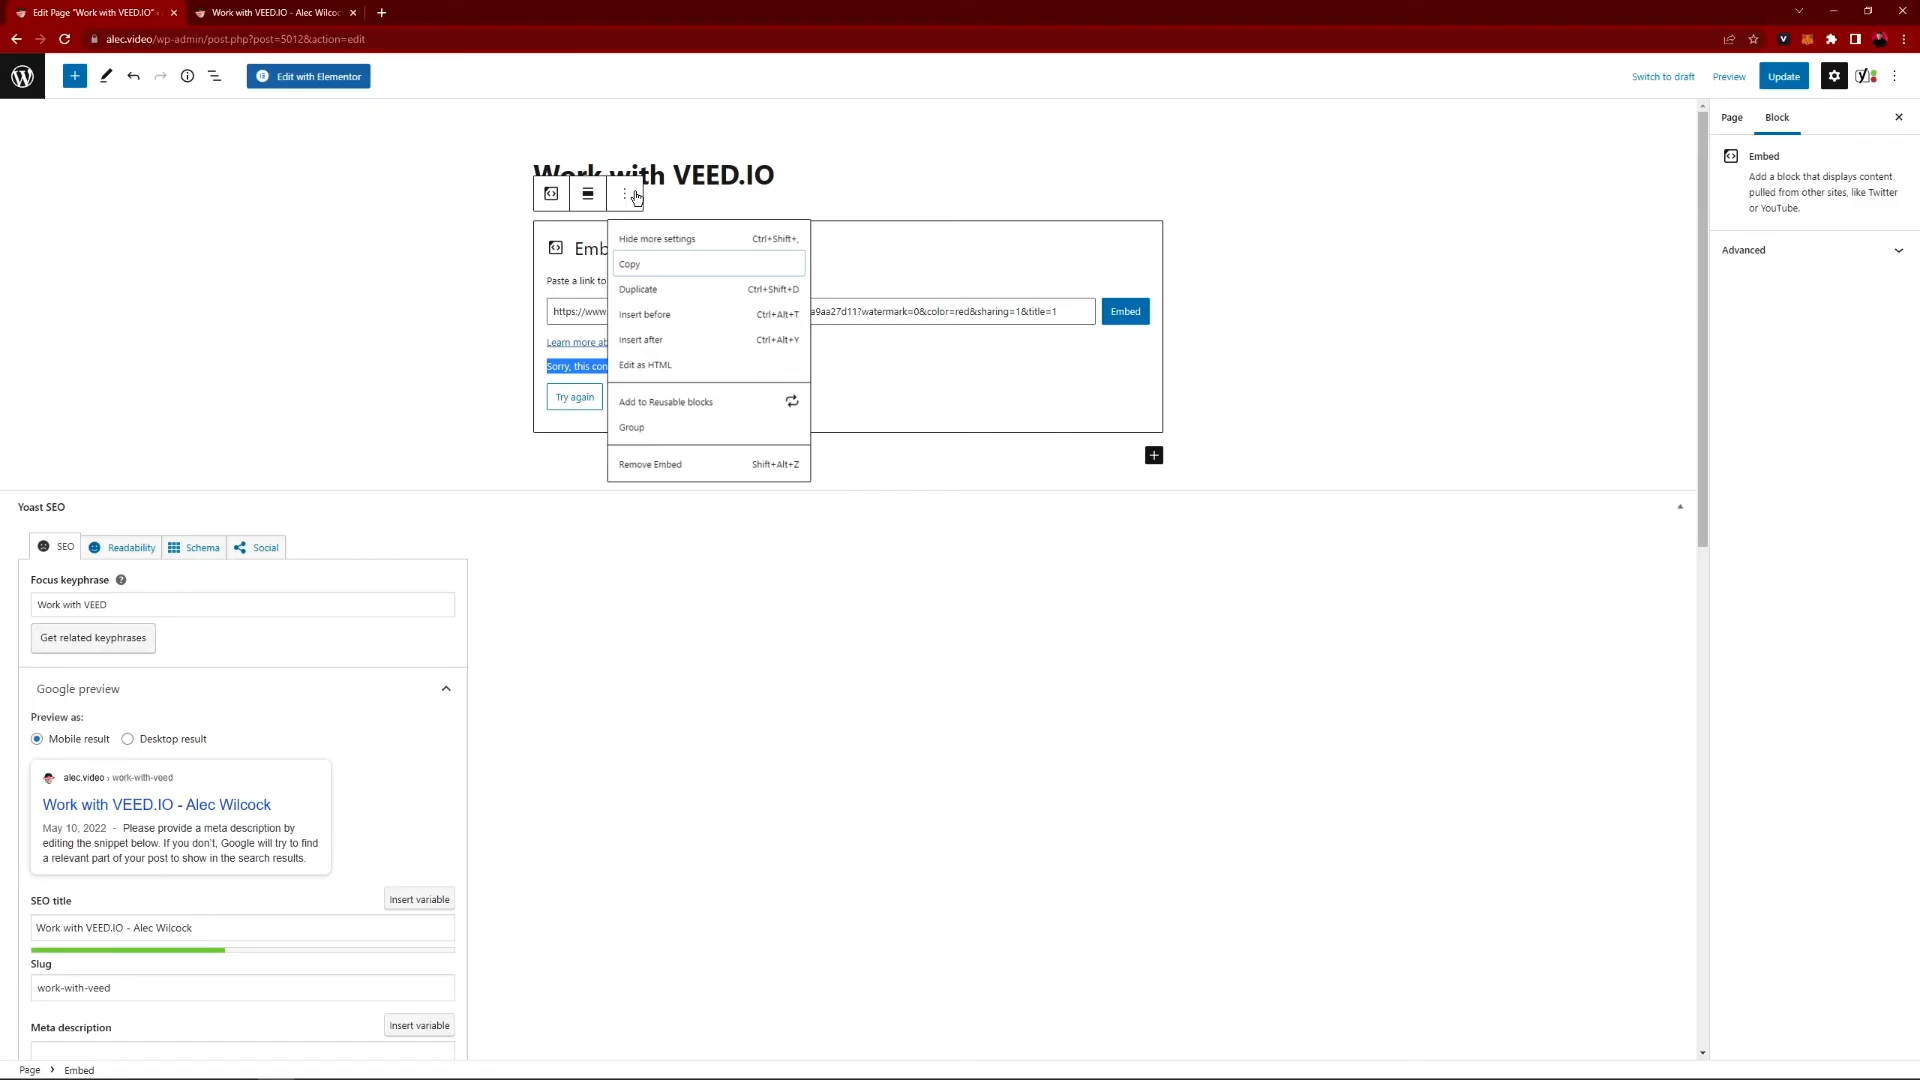 Edit Page "Work with VEED.IO" ‹
Work with VEED.IO - Alec Wilcoc
alec.video/wp-admin/post.php?post=5012&action=edit
Edit with Elementor
Switch to draft
Preview
Update
Page
Block
Embed
Add a block that displays content
pulled from other sites, like Twitter
or YouTube.
Advanced
Work with VEED.IO
Emb
Paste a link to
https://www.
a9aa27d11?watermark=0&color=red&sharing=1&title=1
Embed
Learn more ab
Sorry, this con
Try again
Hide more settings Ctrl+Shift+,
Copy
Duplicate Ctrl+Shift+D
Insert before Ctrl+Alt+T
Insert after Ctrl+Alt+Y
Edit as HTML
Add to Reusable blocks
Group
Remove Embed Shift+Alt+Z
Yoast SEO
SEO
Readability
Schema
Social
Focus keyphrase
Work with VEED
Get related keyphrases
Google preview
Preview as:
Mobile result
Desktop result
alec.video › work-with-veed
Work with VEED.IO - Alec Wilcock
May 10, 2022 - Please provide a meta description by
editing the snippet below. If you don't, Google will try to find
a relevant part of your post to show in the search results.
SEO title
Insert variable
Work with VEED.IO - Alec Wilcock
Slug
work-with-veed
Meta description
Insert variable
Page › Embed